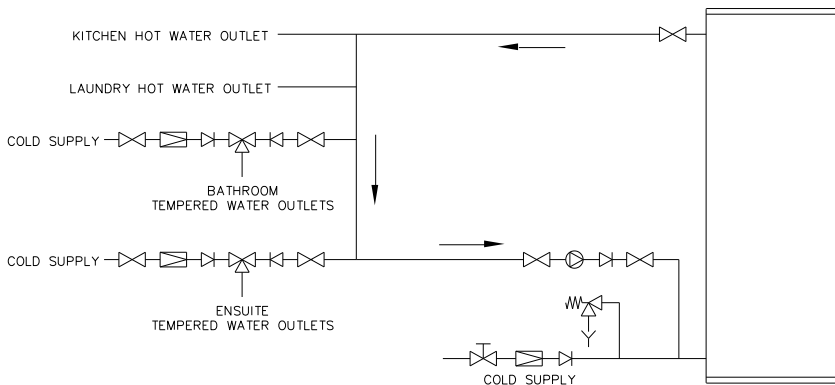 KITCHEN HOT WATER OUTLET
LAUNDRY HOT WATER OUTLET
COLD SUPPLY
BATHROOM
TEMPERED WATER OUTLETS
COLD SUPPLY
ENSUITE
TEMPERED WATER OUTLETS
COLD SUPPLY